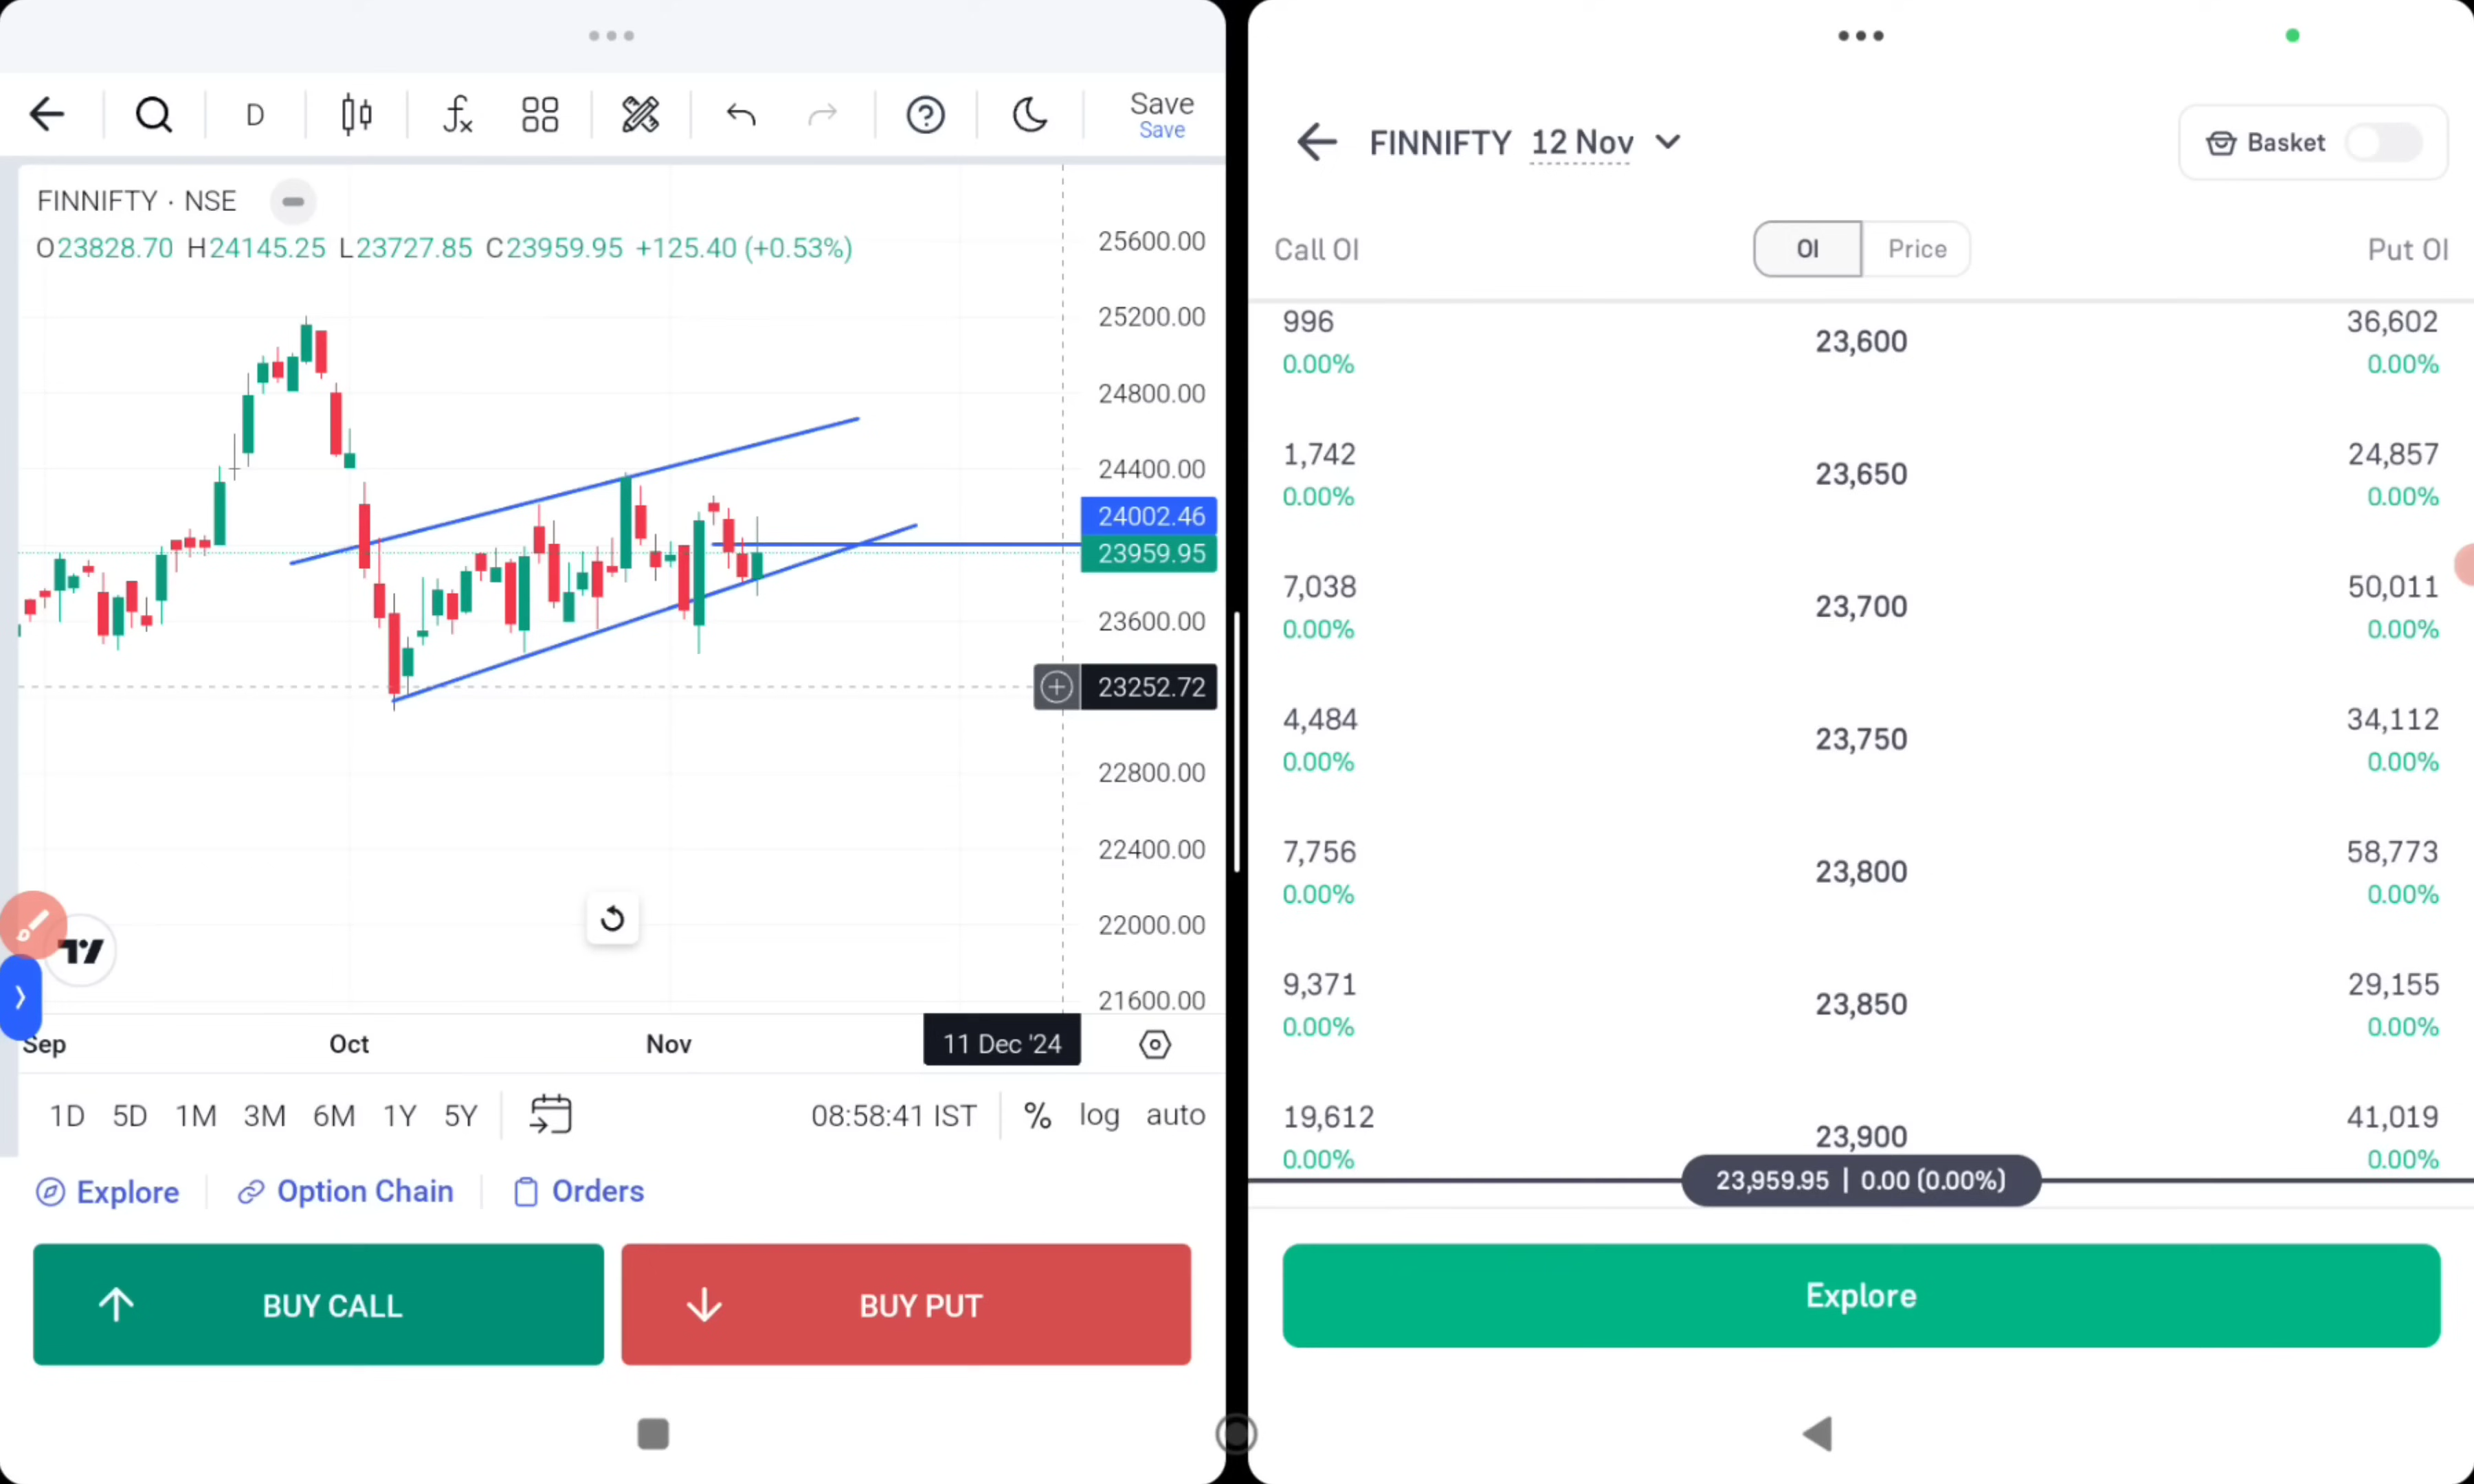 D
Save
Save
FINNIFTY · NSE
O23828.70 H24145.25 L23727.85 C23959.95 +125.40 (+0.53%)
25600.00
25200.00
24800.00
24400.00
24002.46
23959.95
23600.00
23252.72
22800.00
22400.00
22000.00
21600.00
Sep Oct Nov 11 Dec '24
1D 5D 1M 3M 6M 1Y 5Y 08:58:41 IST % log auto
Explore Option Chain Orders
BUY CALL BUY PUT
FINNIFTY 12 Nov Basket
Call OI OI Price Put OI
996 23,600 36,602
0.00% 0.00%
1,742 23,650 24,857
0.00% 0.00%
7,038 23,700 50,011
0.00% 0.00%
4,484 23,750 34,112
0.00% 0.00%
7,756 23,800 58,773
0.00% 0.00%
9,371 23,850 29,155
0.00% 0.00%
19,612 23,900 41,019
0.00% 0.00%
23,959.95 | 0.00 (0.00%)
Explore